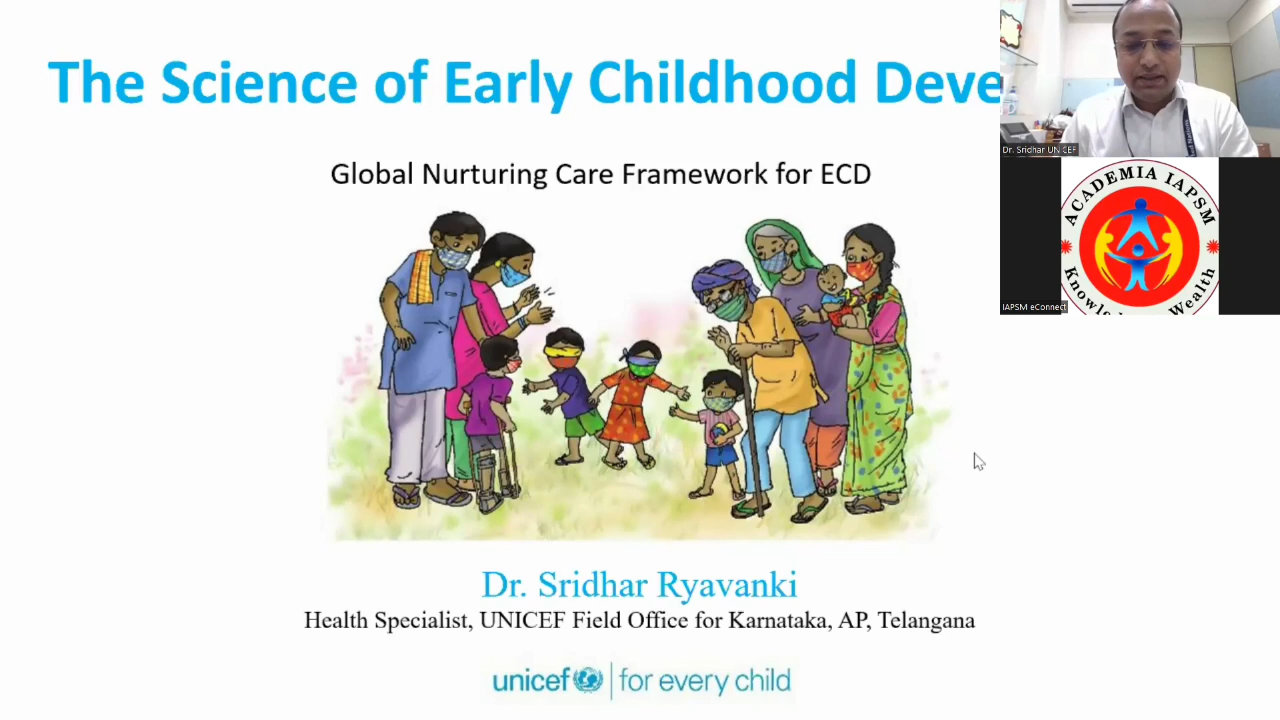 The Science of Early Childhood Deve
Global Nurturing Care Framework for ECD
Dr. Sridhar Ryavanki
Health Specialist, UNICEF Field Office for Karnataka, AP, Telangana
unicef for every child
Dr. Sridhar UNICEF
ACADEMIA IAPSM
Wealth
IAPSM eConnect